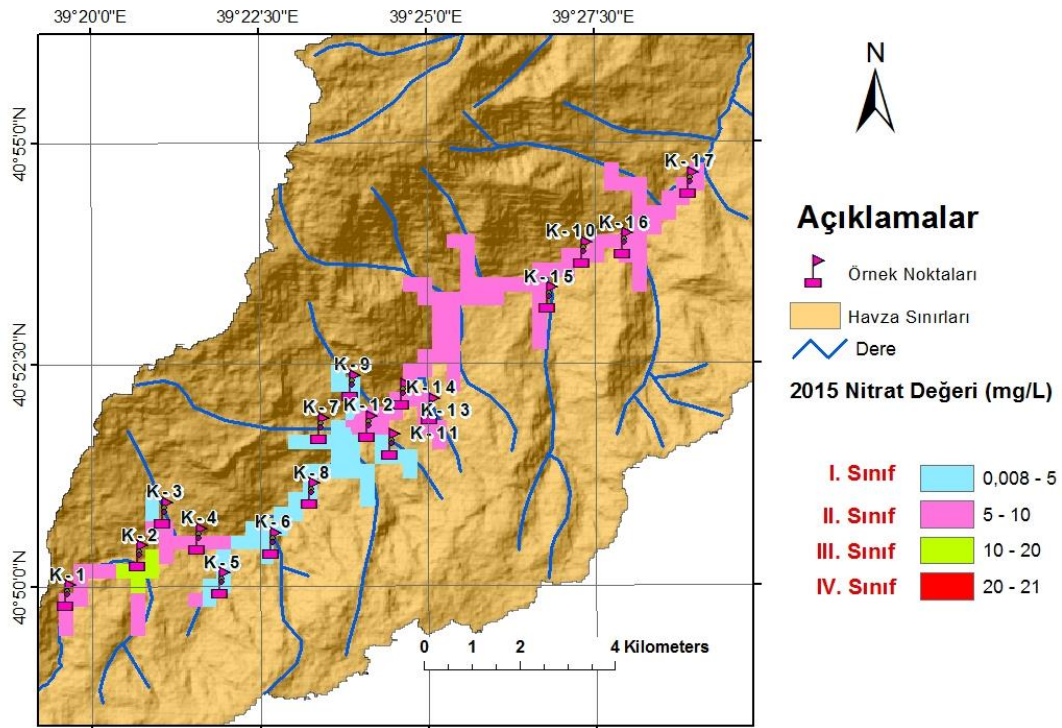 39°20'0"E 39°22'30"E 39°25'0"E 39°27'30"E
40°55'0"N
40°52'30"N
40°50'0"N
K-17
K-10 K-16
K-15
K-9
K-14
K-7 K-12
K-13
K-11
K-8
K-3
K-4
K-6
K-2
K-5
K-1
0 1 2 4 Kilometers
N
Açıklamalar
Örnek Noktaları
Havza Sınırları
Dere
2015 Nitrat Değeri (mg/L)
I. Sınıf 0,008 - 5
II. Sınıf 5 - 10
III. Sınıf 10 - 20
IV. Sınıf 20 - 21